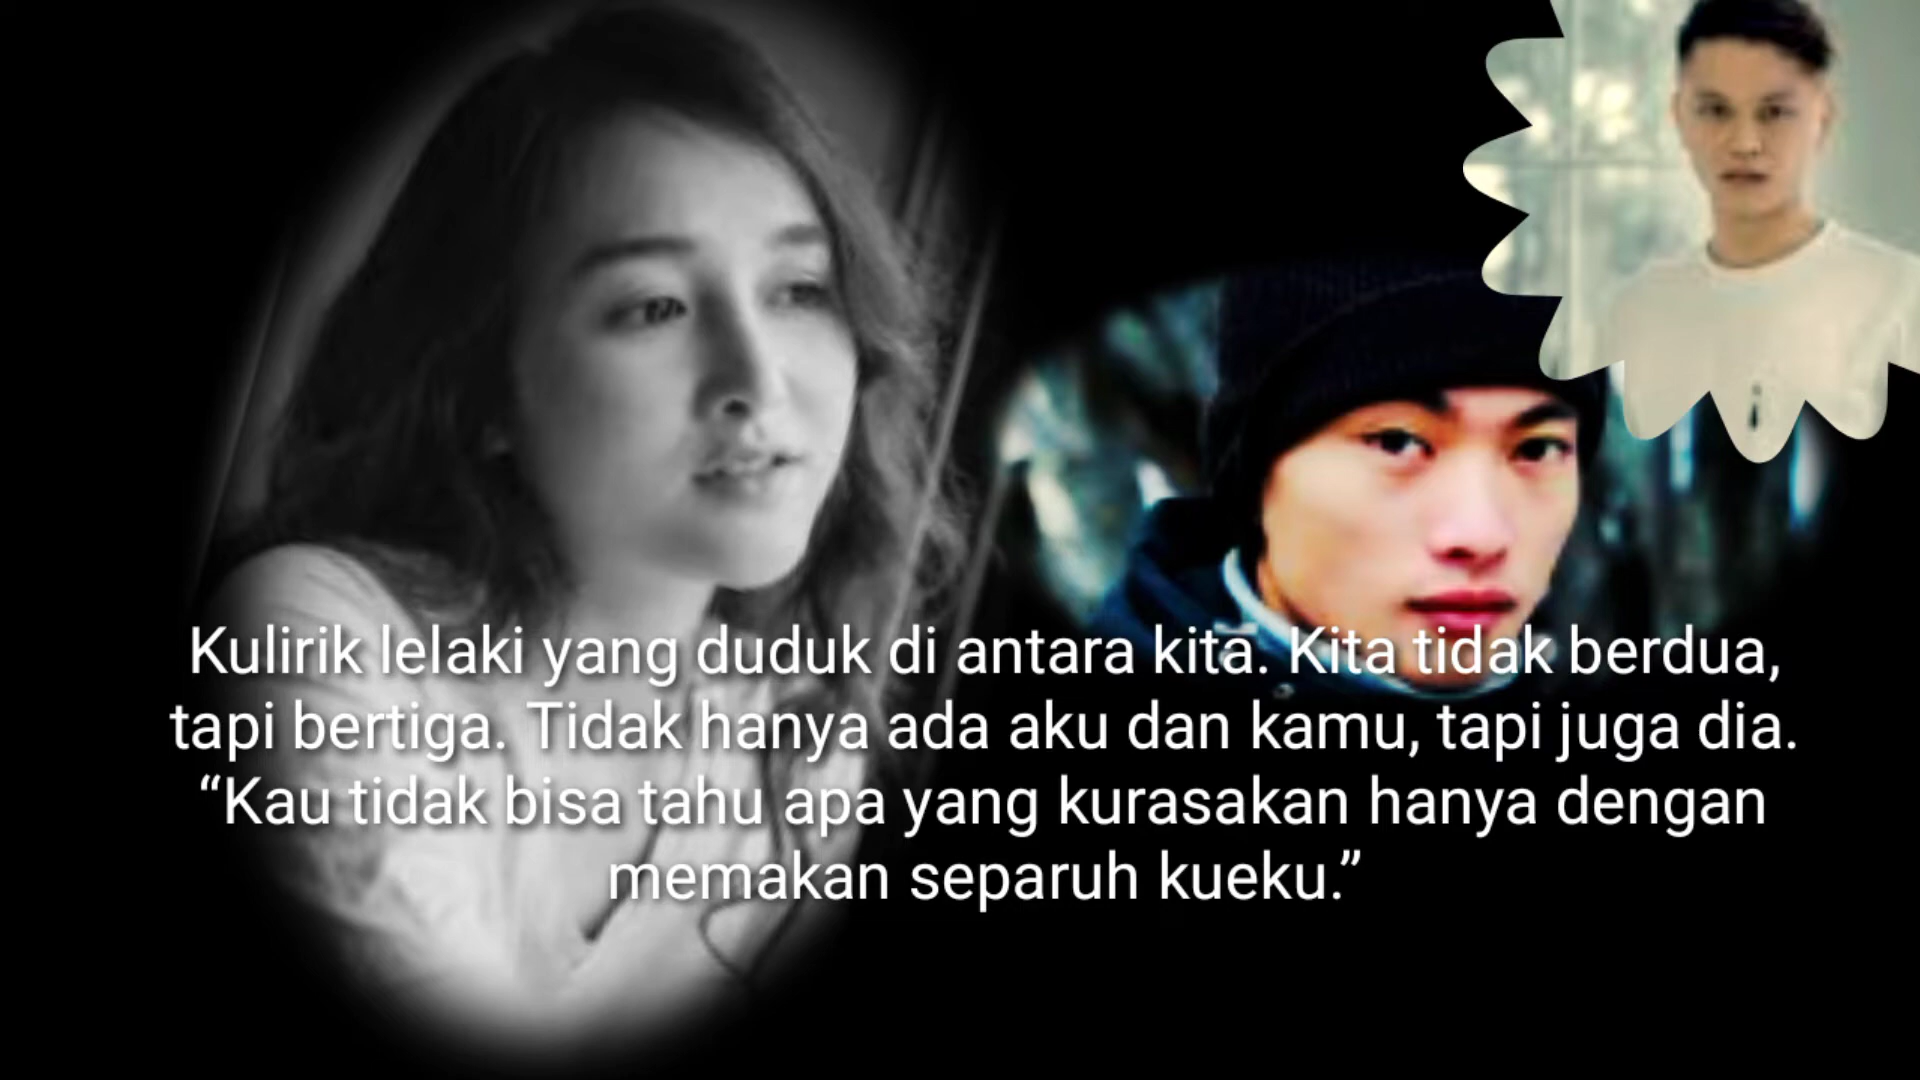 Kulirik lelaki yang duduk di antara kita. Kita tidak berdua,
tapi bertiga. Tidak hanya ada aku dan kamu, tapi juga dia.
“Kau tidak bisa tahu apa yang kurasakan hanya dengan
memakan separuh kueku.”